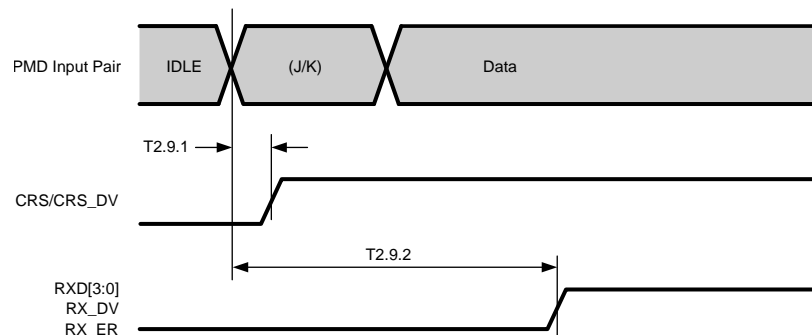 PMD Input Pair
IDLE
(J/K)
Data
T2.9.1
CRS/CRS_DV
T2.9.2
RXD[3:0]
RX_DV
RX_ER